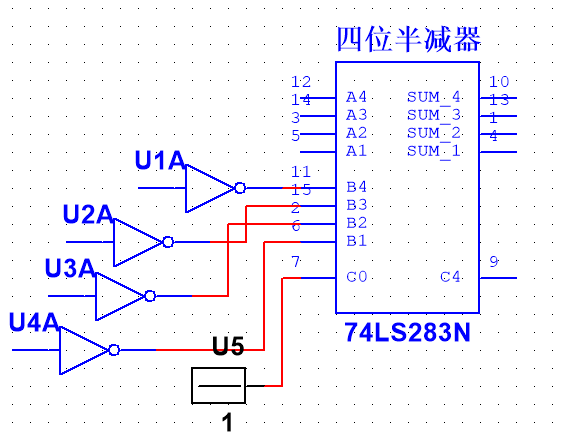 四位半减器
12 A4 SUM_4 10
14 A3 SUM_3 13
3 A2 SUM_2 1
5 A1 SUM_1 4
U1A
11 B4
15 B3
2 B2
6 B1
U2A
U3A
7 C0 C4 9
U4A
74LS283N
U5
1